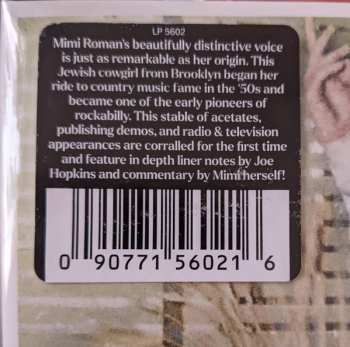 LP 5602
Mimi Roman's beautifully distinctive voice
is just as remarkable as her origin. This
Jewish cowgirl from Brooklyn began her
ride to country music fame in the '50s and
became one of the early pioneers of
rockabilly. This stable of acetates,
publishing demos, and radio & television
appearances are corralled for the first time
and feature in depth liner notes by Joe
Hopkins and commentary by Mimi herself!
0 90771 56021 6